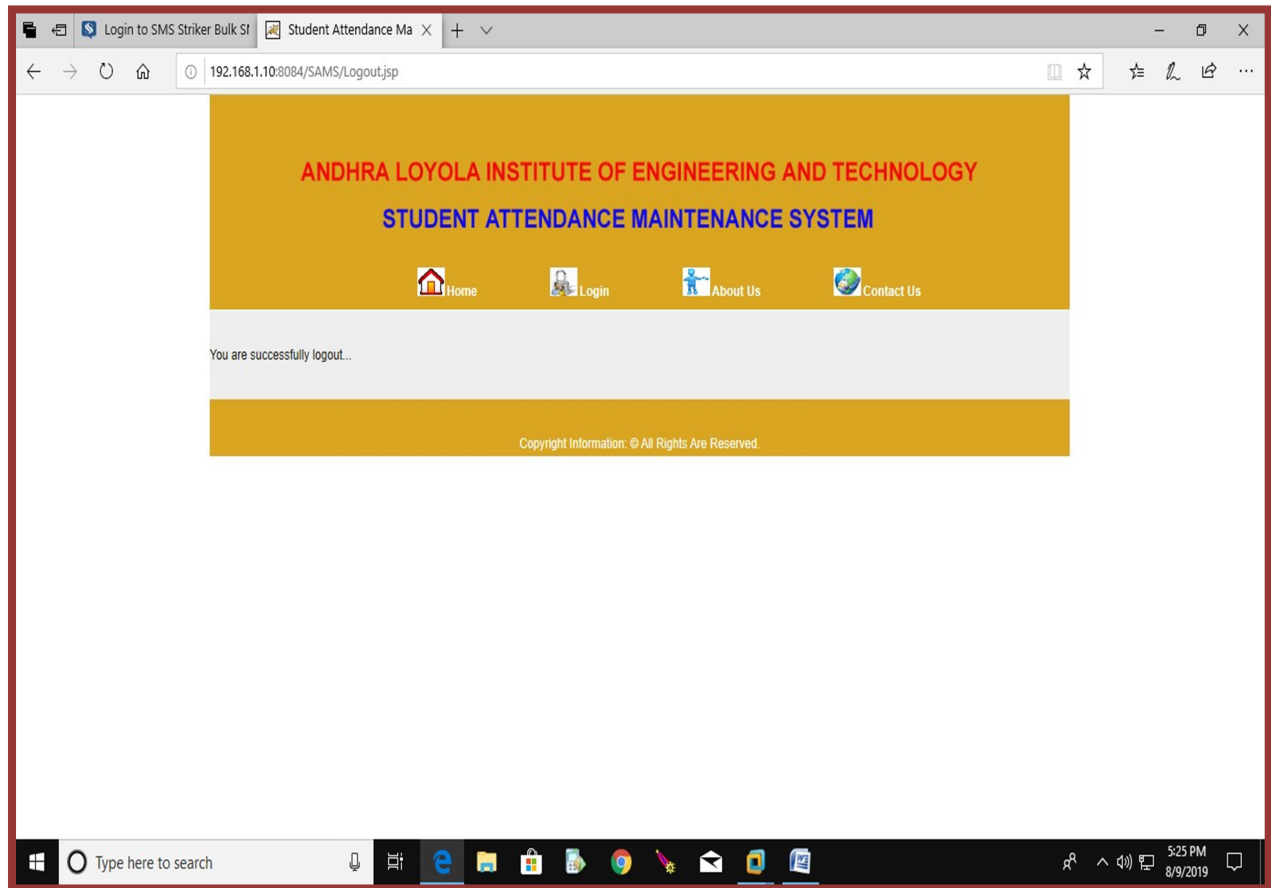 Login to SMS Striker Bulk SM
Student Attendance Ma
192.168.1.10:8084/SAMS/Logout.jsp
ANDHRA LOYOLA INSTITUTE OF ENGINEERING AND TECHNOLOGY
STUDENT ATTENDANCE MAINTENANCE SYSTEM
Home Login About Us Contact Us
You are successfully logout...
Copyright Information: © All Rights Are Reserved.
Type here to search
5:25 PM
8/9/2019